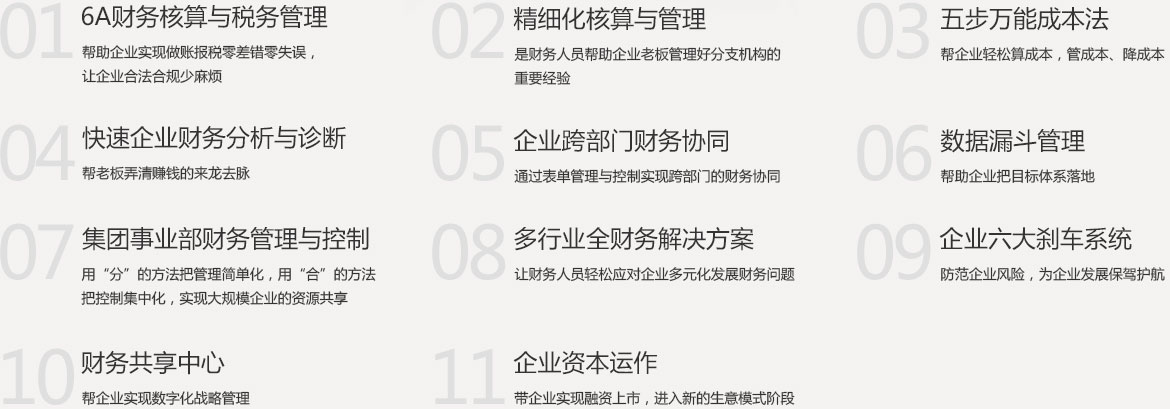 01
6A财务核算与税务管理
帮助企业实现做账报税零差错零失误，
让企业合法合规少麻烦
02
精细化核算与管理
是财务人员帮助企业老板管理好分支机构的
重要经验
03
五步万能成本法
帮企业轻松算成本，管成本、降成本
04
快速企业财务分析与诊断
帮老板弄清赚钱的来龙去脉
05
企业跨部门财务协同
通过表单管理与控制实现跨部门的财务协同
06
数据漏斗管理
帮助企业把目标体系落地
07
集团事业部财务管理与控制
用“分”的方法把管理简单化，用“合”的方法
把控制集中化，实现大规模企业的资源共享
08
多行业全财务解决方案
让财务人员轻松应对企业多元化发展财务问题
09
企业六大刹车系统
防范企业风险，为企业发展保驾护航
10
财务共享中心
帮企业实现数字化战略管理
11
企业资本运作
带企业实现融资上市，进入新的生意模式阶段